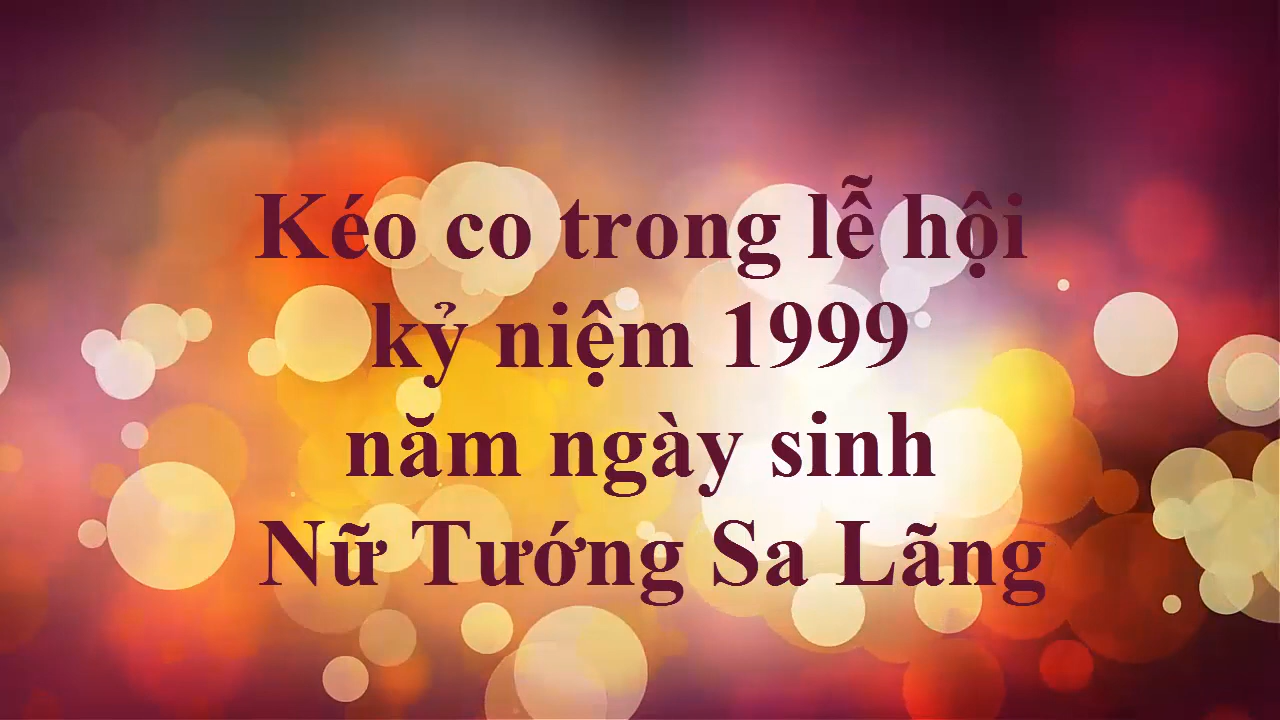 Kéo co trong lễ hội
kỷ niệm 1999
năm ngày sinh
Nữ Tướng Sa Lãng